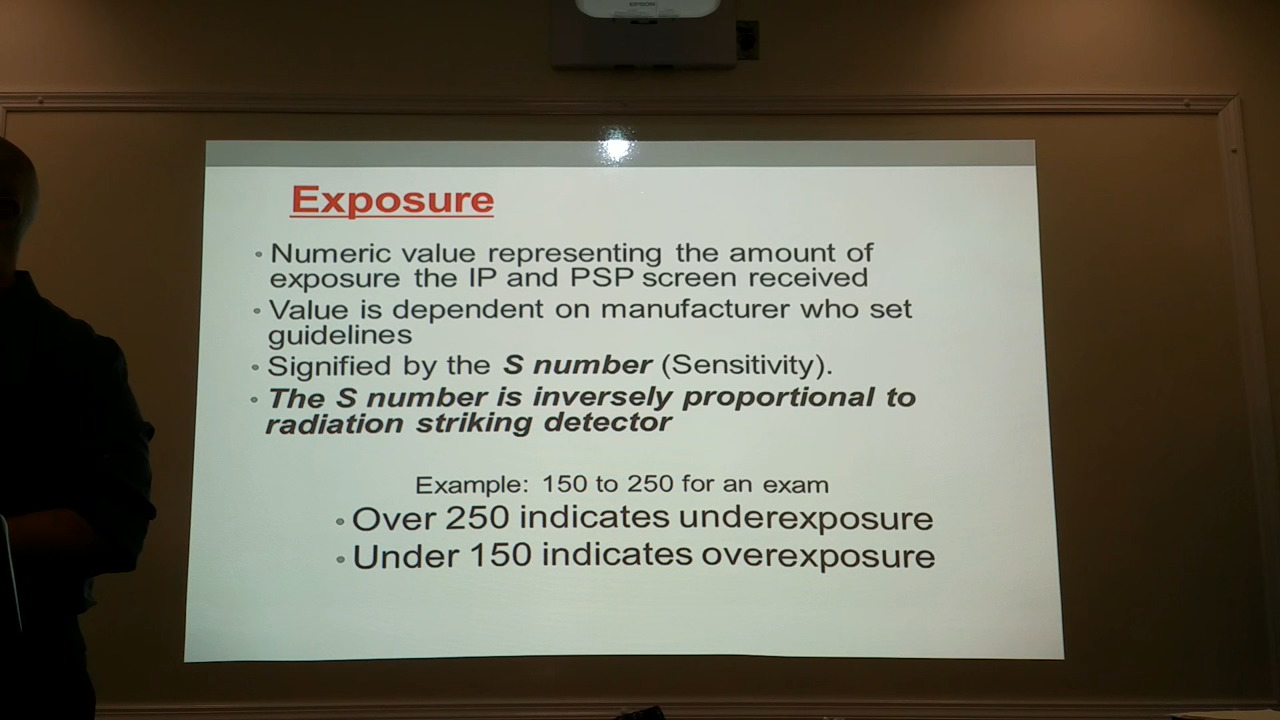 EPSON
Exposure
• Numeric value representing the amount of
exposure the IP and PSP screen received
• Value is dependent on manufacturer who set
guidelines
• Signified by the S number (Sensitivity).
• The S number is inversely proportional to
radiation striking detector
Example: 150 to 250 for an exam
• Over 250 indicates underexposure
• Under 150 indicates overexposure